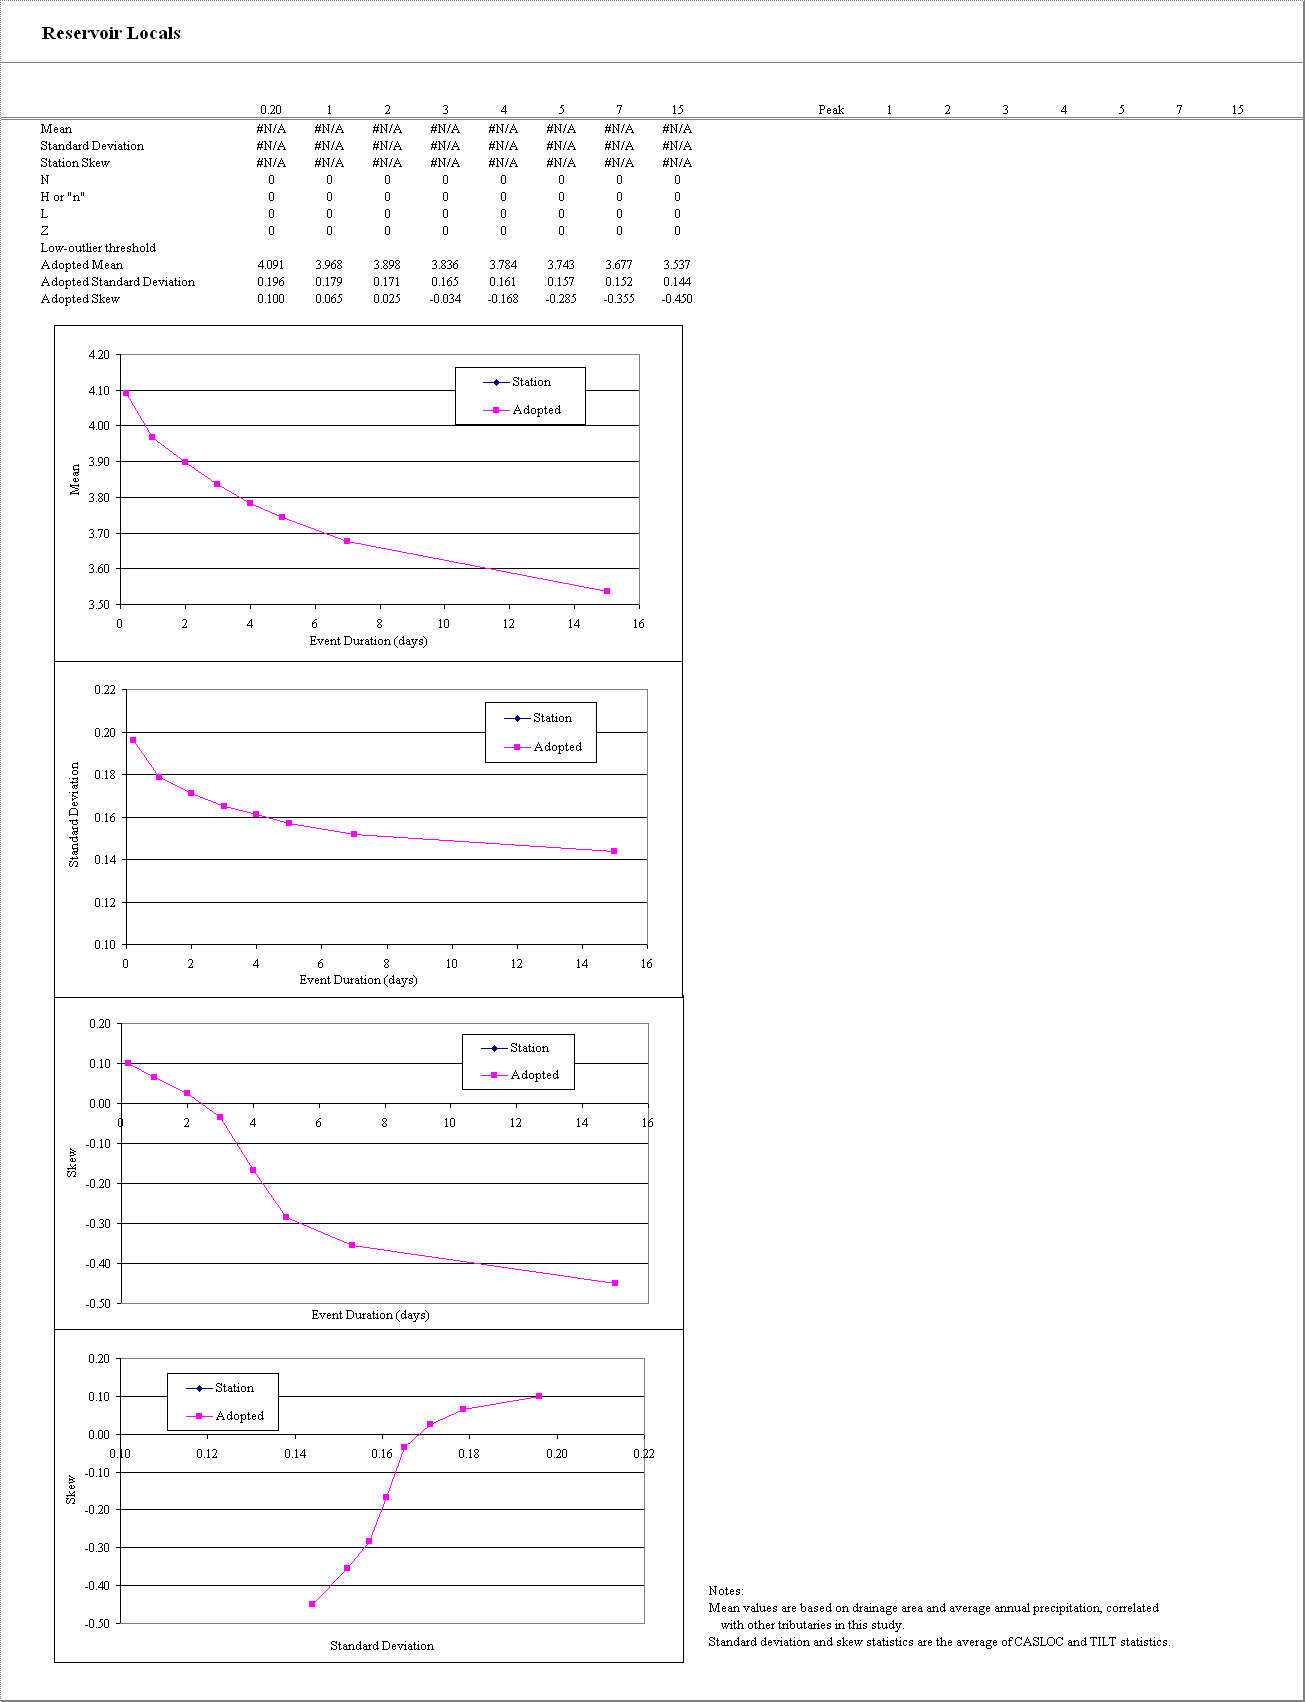 Reservoir Locals
0.20 1 2 3 4 5 7 15 Peak 1 2 3 4 5 7 15
Mean #N/A #N/A #N/A #N/A #N/A #N/A #N/A #N/A
Standard Deviation #N/A #N/A #N/A #N/A #N/A #N/A #N/A #N/A
Station Skew #N/A #N/A #N/A #N/A #N/A #N/A #N/A #N/A
N 0 0 0 0 0 0 0 0
H or "n" 0 0 0 0 0 0 0 0
L 0 0 0 0 0 0 0 0
Z 0 0 0 0 0 0 0 0
Low-outlier threshold
Adopted Mean 4.091 3.968 3.898 3.836 3.784 3.743 3.677 3.537
Adopted Standard Deviation 0.196 0.179 0.171 0.165 0.161 0.157 0.152 0.144
Adopted Skew 0.100 0.065 0.025 -0.034 -0.168 -0.285 -0.355 -0.450
4.20
4.10
4.00
3.90
3.80
3.70
3.60
3.50
Mean
Station
Adopted
0 2 4 6 8 10 12 14 16
Event Duration (days)
0.22
0.20
0.18
0.16
0.14
0.12
0.10
Standard Deviation
Station
Adopted
0 2 4 6 8 10 12 14 16
Event Duration (days)
0.20
0.10
0.00
-0.10
-0.20
-0.30
-0.40
-0.50
Skew
Station
Adopted
0 2 4 6 8 10 12 14 16
Event Duration (days)
0.20
0.10
0.00
-0.10
-0.20
-0.30
-0.40
-0.50
Skew
Station
Adopted
0.10 0.12 0.14 0.16 0.18 0.20 0.22
Standard Deviation
Notes:
Mean values are based on drainage area and average annual precipitation, correlated
with other tributaries in this study.
Standard deviation and skew statistics are the average of CASLOC and TILT statistics.